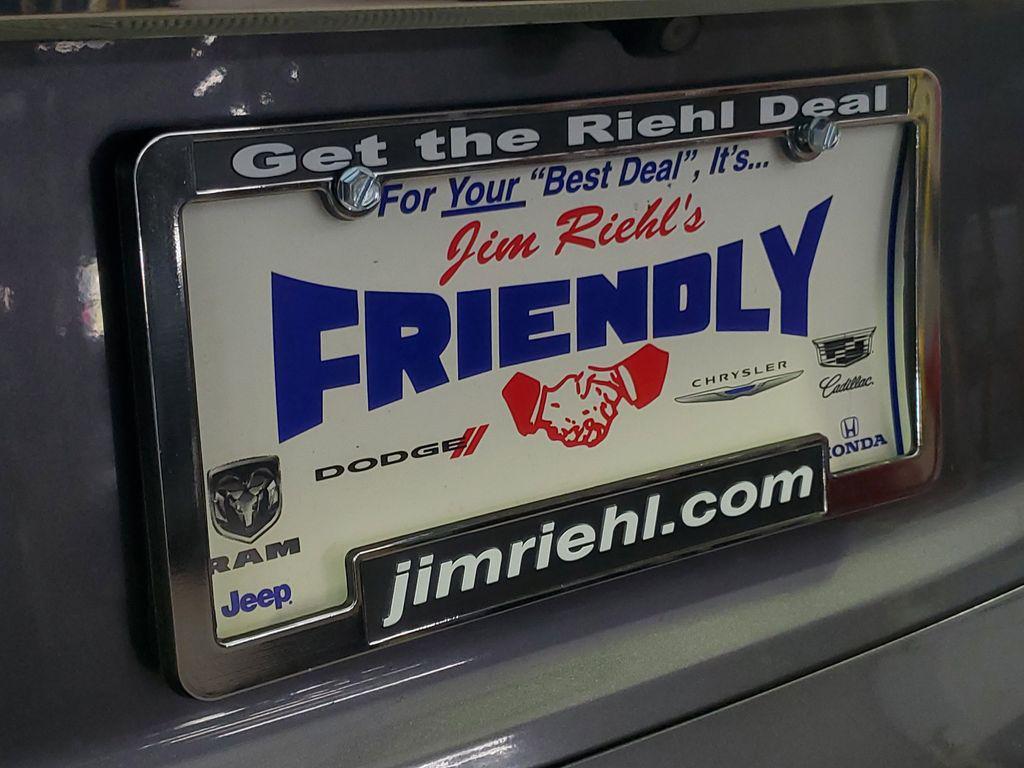 Get the Riehl Deal
For Your “Best Deal”, It's...
Jim Riehl's
FRIENDLY
CHRYSLER
Cadillac.
DODGE
HONDA
RAM
Jeep.
jimriehl.com